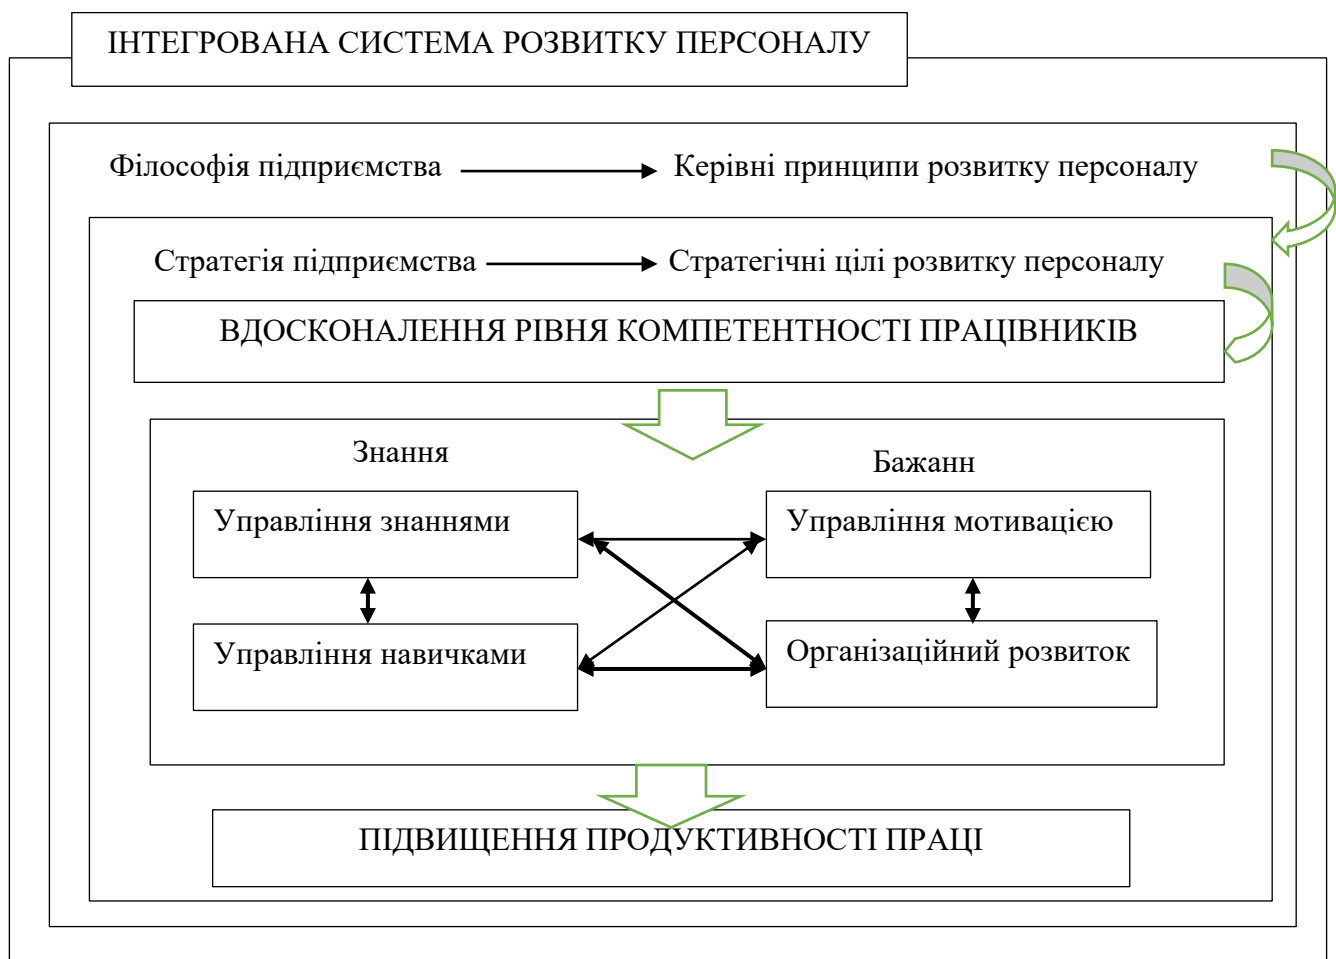 ІНТЕГРОВАНА СИСТЕМА РОЗВИТКУ ПЕРСОНАЛУ
Філософія підприємства
Керівні принципи розвитку персоналу
Стратегія підприємства
Стратегічні цілі розвитку персоналу
ВДОСКОНАЛЕННЯ РІВНЯ КОМПЕТЕНТНОСТІ ПРАЦІВНИКІВ
Знання
Бажанн
Управління знаннями
Управління мотивацією
Управління навичками
Організаційний розвиток
ПІДВИЩЕННЯ ПРОДУКТИВНОСТІ ПРАЦІ